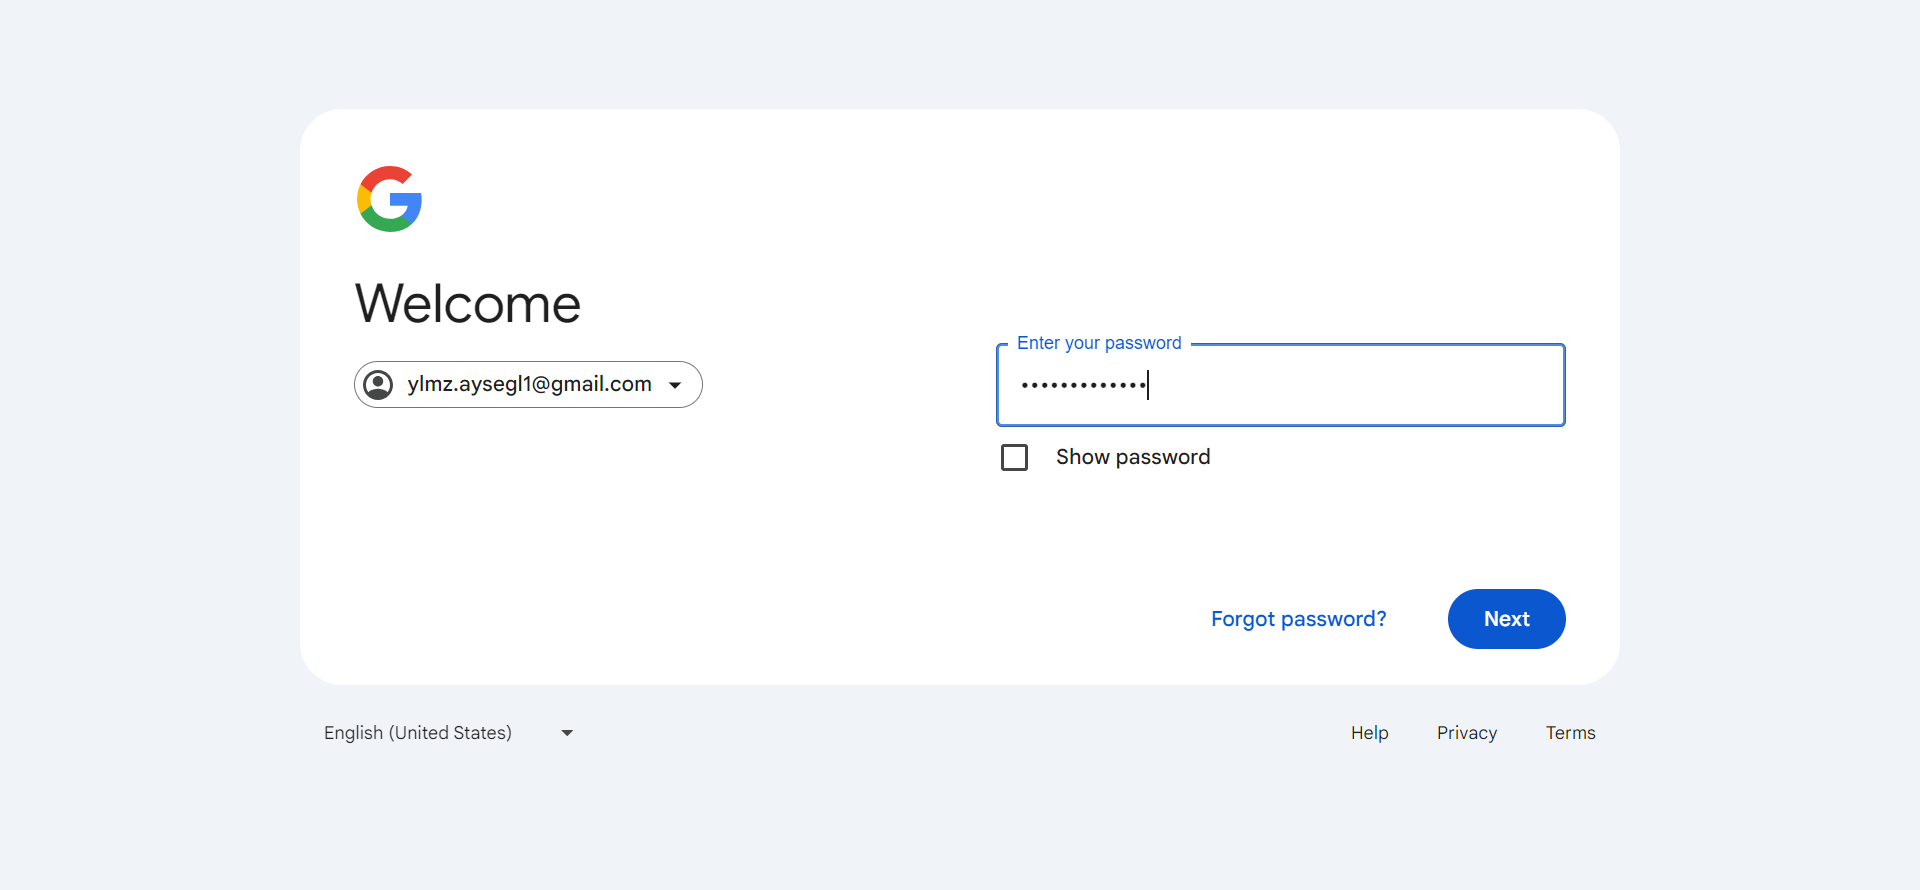 Welcome
ylmz.aysegl1@gmail.com
Enter your password
•••••••••••••
Show password
Forgot password?
Next
English (United States)
Help
Privacy
Terms